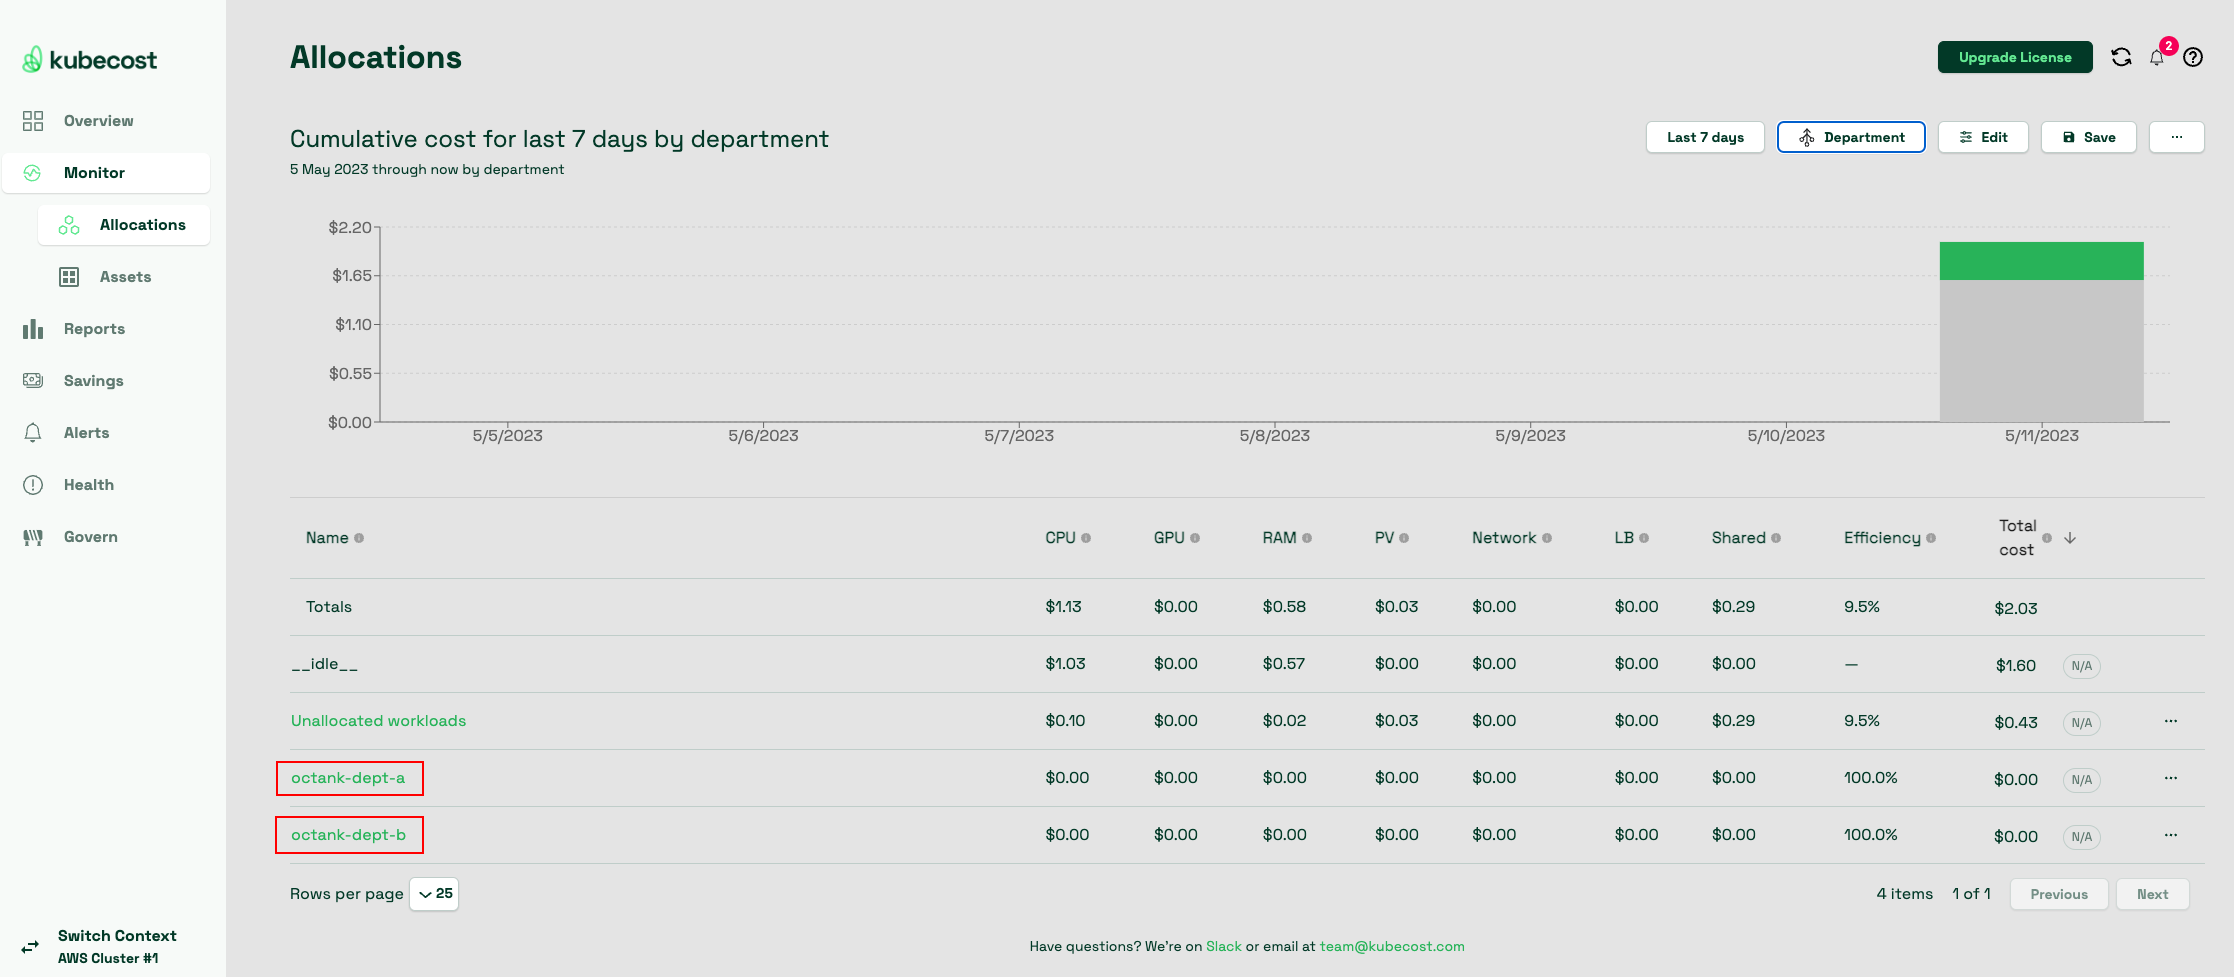 kubecost
Overview
Monitor
Allocations
Assets
Reports
Savings
Alerts
Health
Govern
Switch Context
AWS Cluster #1
Allocations
Upgrade License
2
Cumulative cost for last 7 days by department
5 May 2023 through now by department
Last 7 days
Department
Edit
Save
...
$2.20
$1.65
$1.10
$0.55
$0.00
5/5/2023 5/6/2023 5/7/2023 5/8/2023 5/9/2023 5/10/2023 5/11/2023
Name CPU GPU RAM PV Network LB Shared Efficiency Total cost
Totals $1.13 $0.00 $0.58 $0.03 $0.00 $0.00 $0.29 9.5% $2.03
__idle__ $1.03 $0.00 $0.57 $0.00 $0.00 $0.00 $0.00 — $1.60 N/A
Unallocated workloads $0.10 $0.00 $0.02 $0.03 $0.00 $0.00 $0.29 9.5% $0.43 N/A ...
octank-dept-a $0.00 $0.00 $0.00 $0.00 $0.00 $0.00 $0.00 100.0% $0.00 N/A ...
octank-dept-b $0.00 $0.00 $0.00 $0.00 $0.00 $0.00 $0.00 100.0% $0.00 N/A ...
Rows per page 25
4 items 1 of 1 Previous Next
Have questions? We're on Slack or email at team@kubecost.com